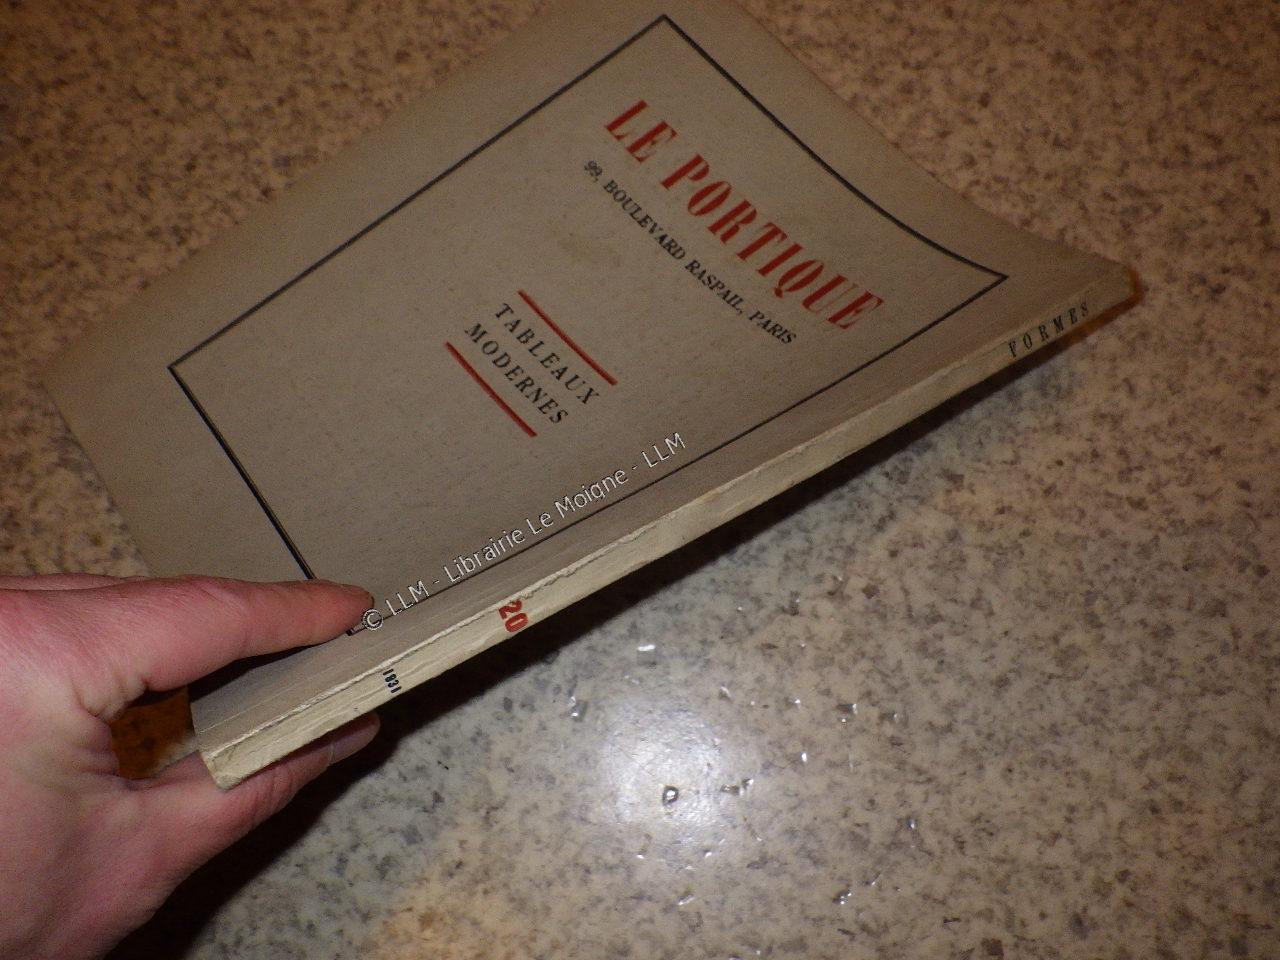 LE PORTIQUE
99, BOULEVARD RASPAIL, PARIS
TABLEAUX
MODERNES
FORMES
20
1931
© LLM - Librairie Le Moigne - LLM